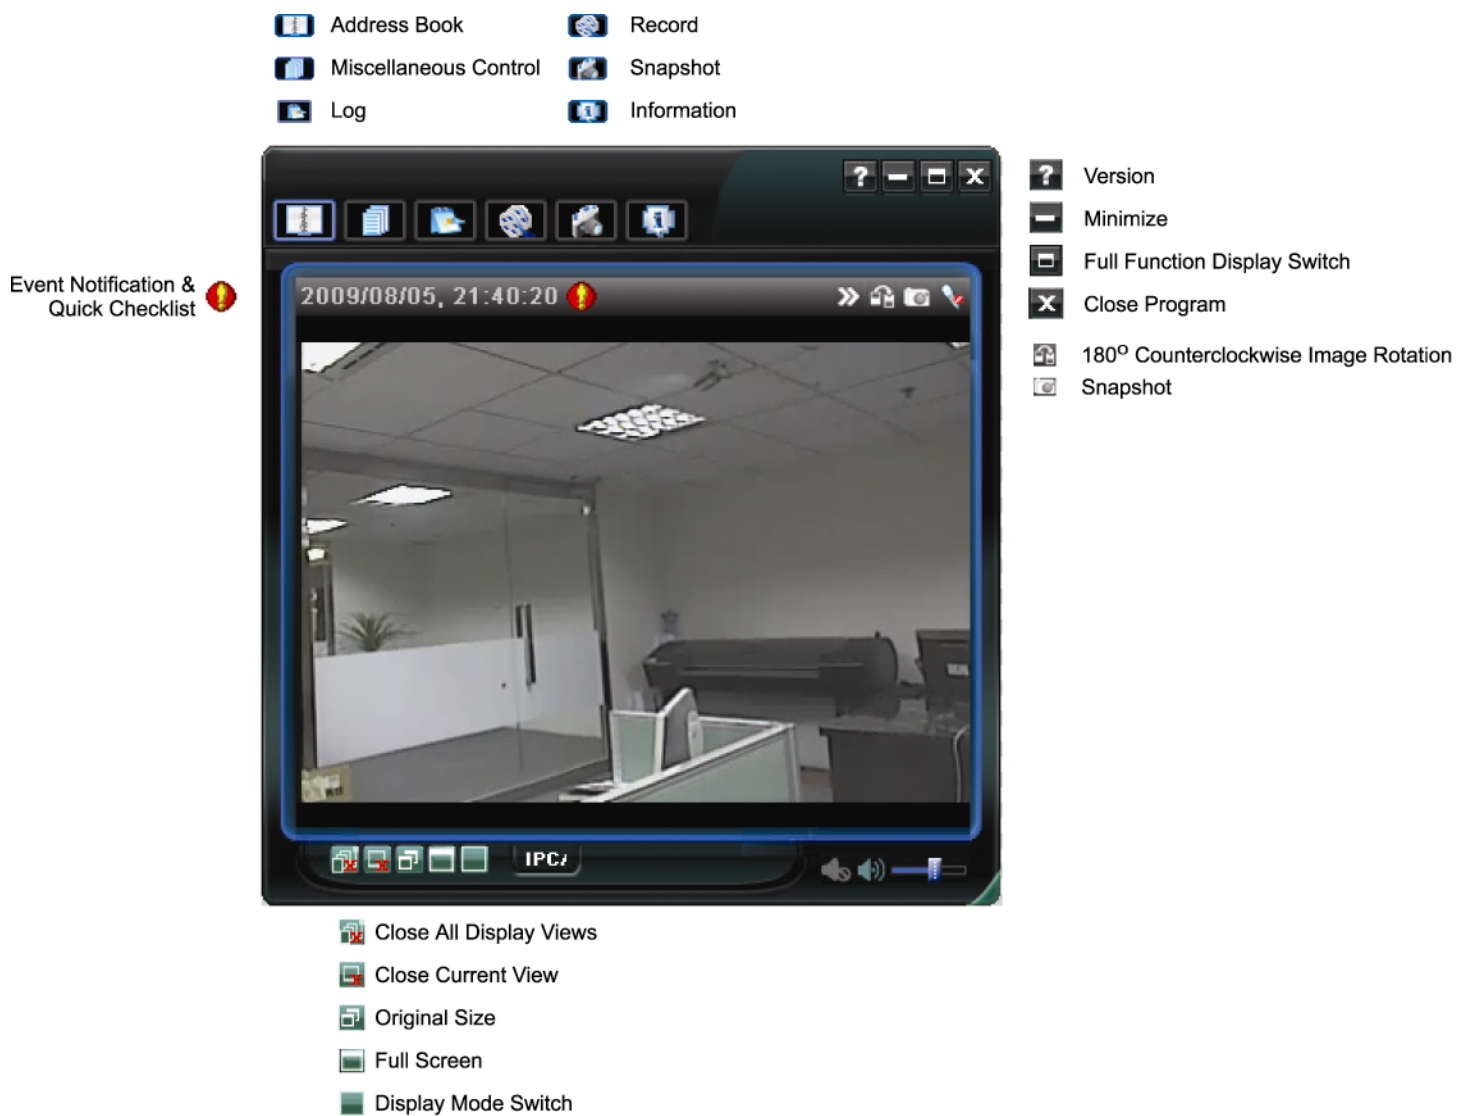 Address Book
Record
Miscellaneous Control
Snapshot
Log
Information
Version
Minimize
Full Function Display Switch
Close Program
180° Counterclockwise Image Rotation
Snapshot
Event Notification &
Quick Checklist
2009/08/05, 21:40:20
IPC/
Close All Display Views
Close Current View
Original Size
Full Screen
Display Mode Switch